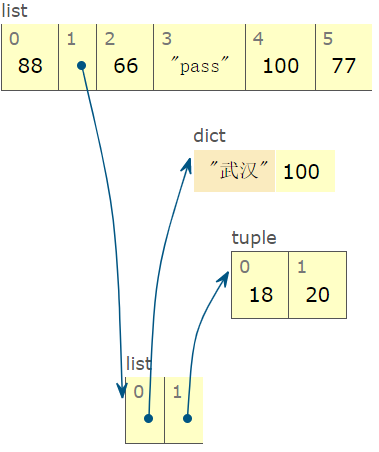 list
0 1 2 3 4 5
88 66 "pass" 100 77
dict
"武汉" 100
tuple
0 1
18 20
list
0 1